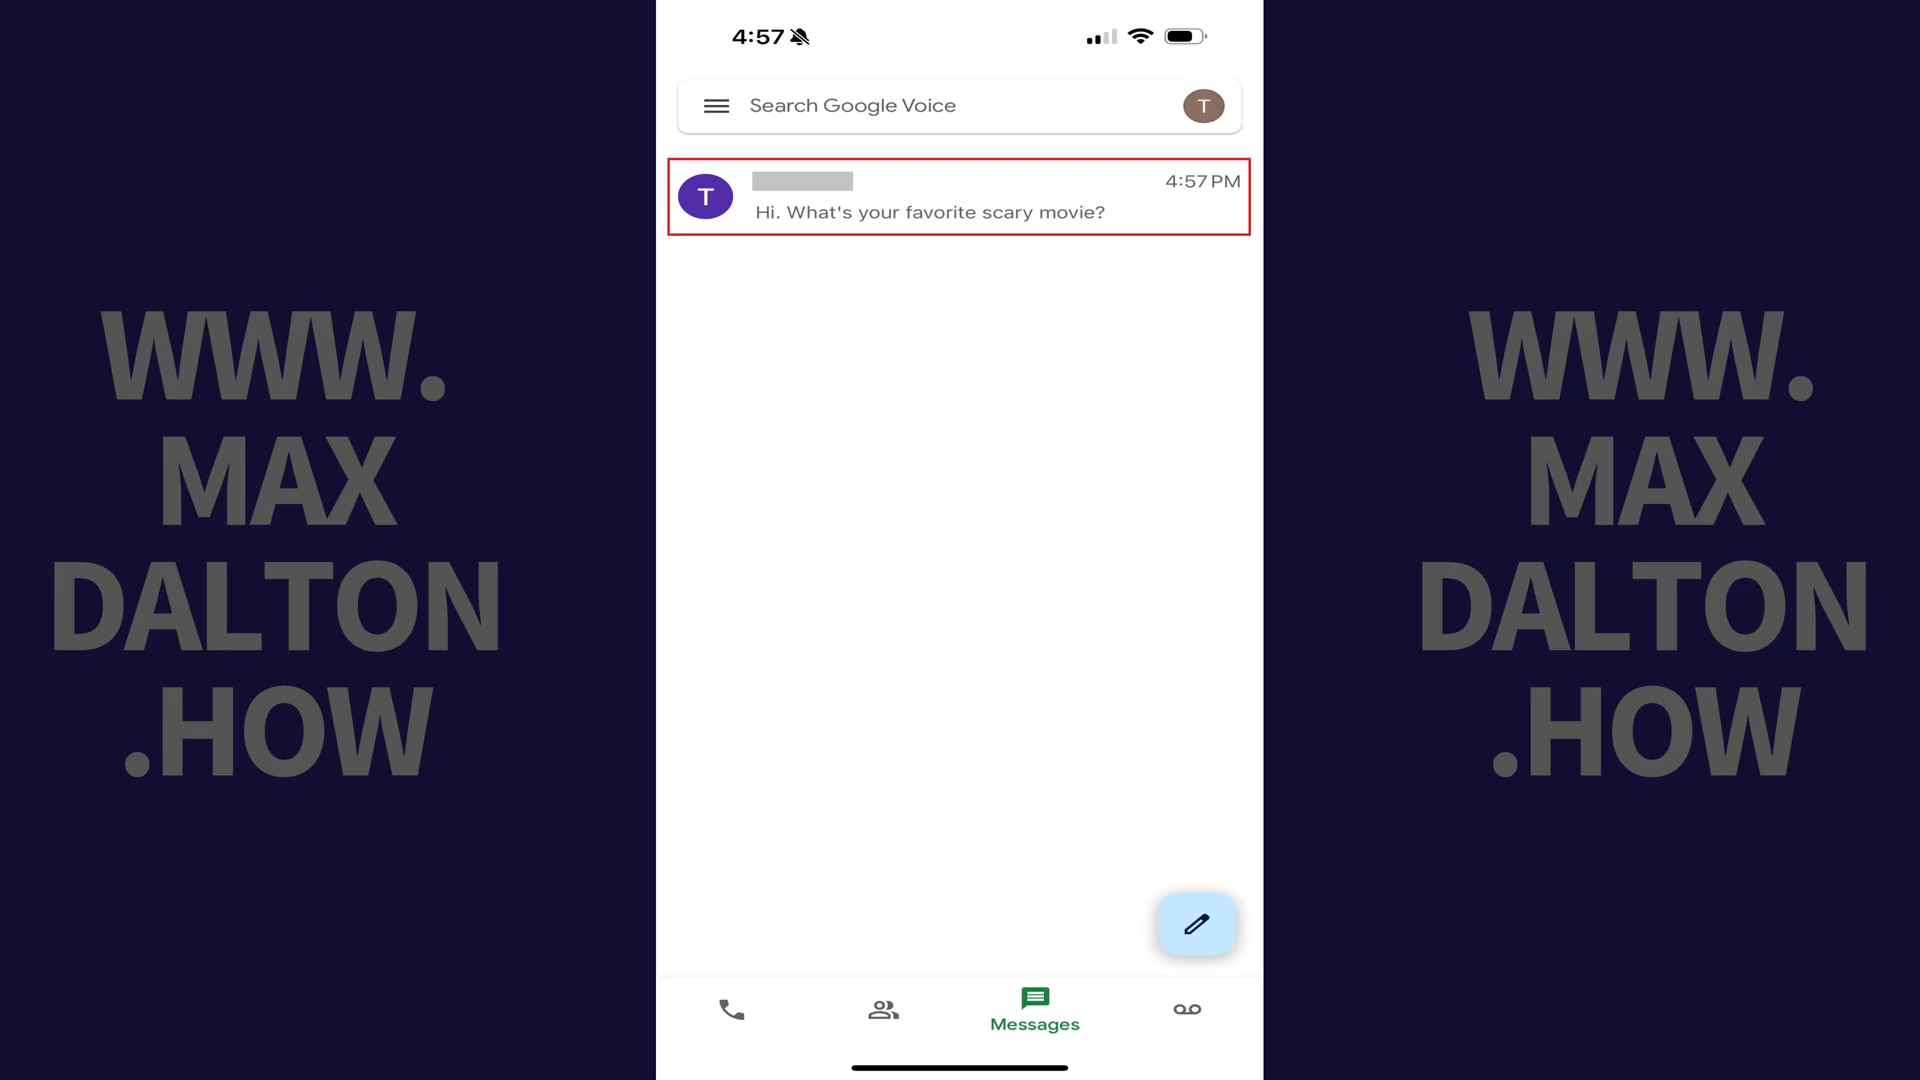 4:57
Search Google Voice
T
T
4:57 PM
Hi. What's your favorite scary movie?
Messages
WWW.
MAX
DALTON
.HOW
WWW.
MAX
DALTON
.HOW